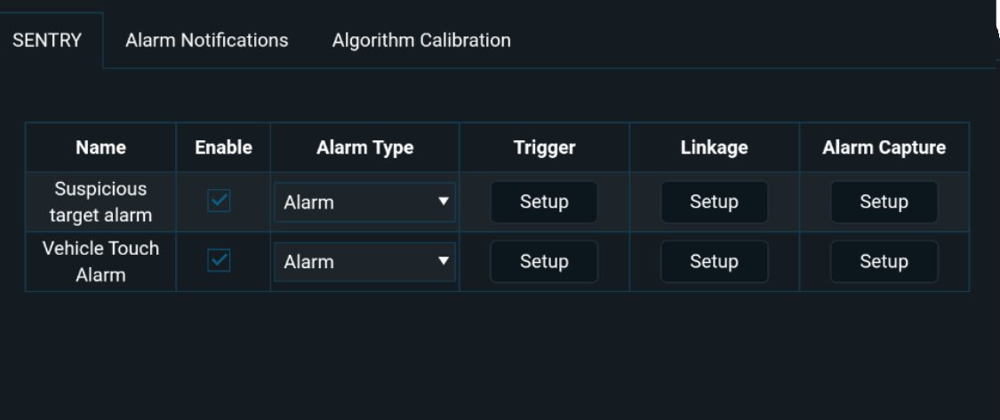 SENTRY Alarm Notifications Algorithm Calibration
Name Enable Alarm Type Trigger Linkage Alarm Capture
Suspicious
target alarm
Alarm Setup Setup Setup
Vehicle Touch
Alarm
Alarm Setup Setup Setup